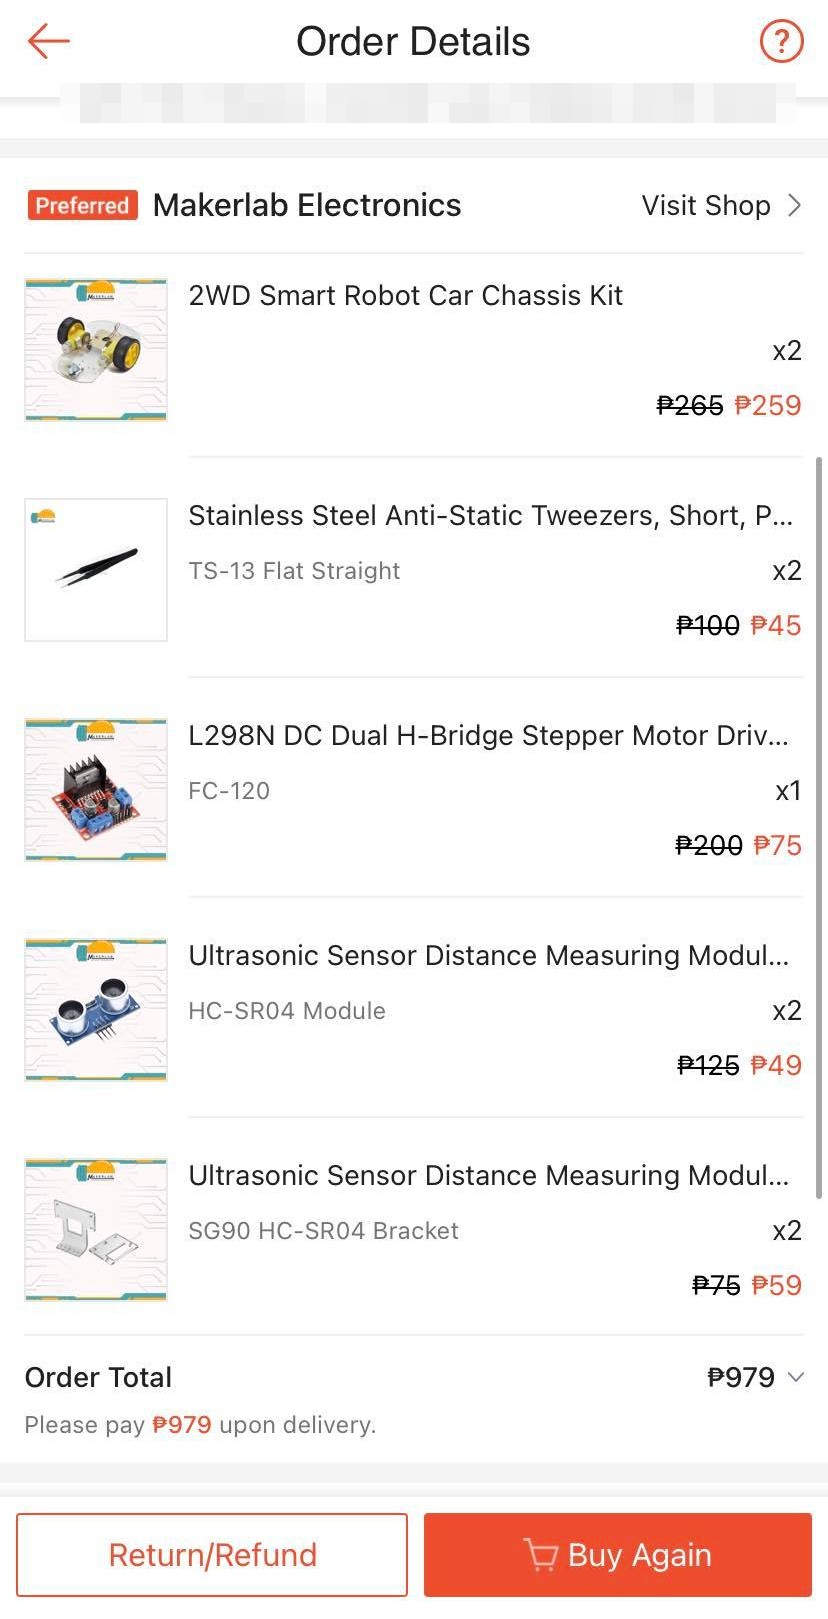 Order Details
?
Preferred Makerlab Electronics Visit Shop
2WD Smart Robot Car Chassis Kit
x2
₱265 ₱259
Stainless Steel Anti-Static Tweezers, Short, P...
TS-13 Flat Straight x2
₱100 ₱45
L298N DC Dual H-Bridge Stepper Motor Driv...
FC-120 x1
₱200 ₱75
Ultrasonic Sensor Distance Measuring Modul...
HC-SR04 Module x2
₱125 ₱49
Ultrasonic Sensor Distance Measuring Modul...
SG90 HC-SR04 Bracket x2
₱75 ₱59
Order Total ₱979
Please pay ₱979 upon delivery.
Return/Refund Buy Again